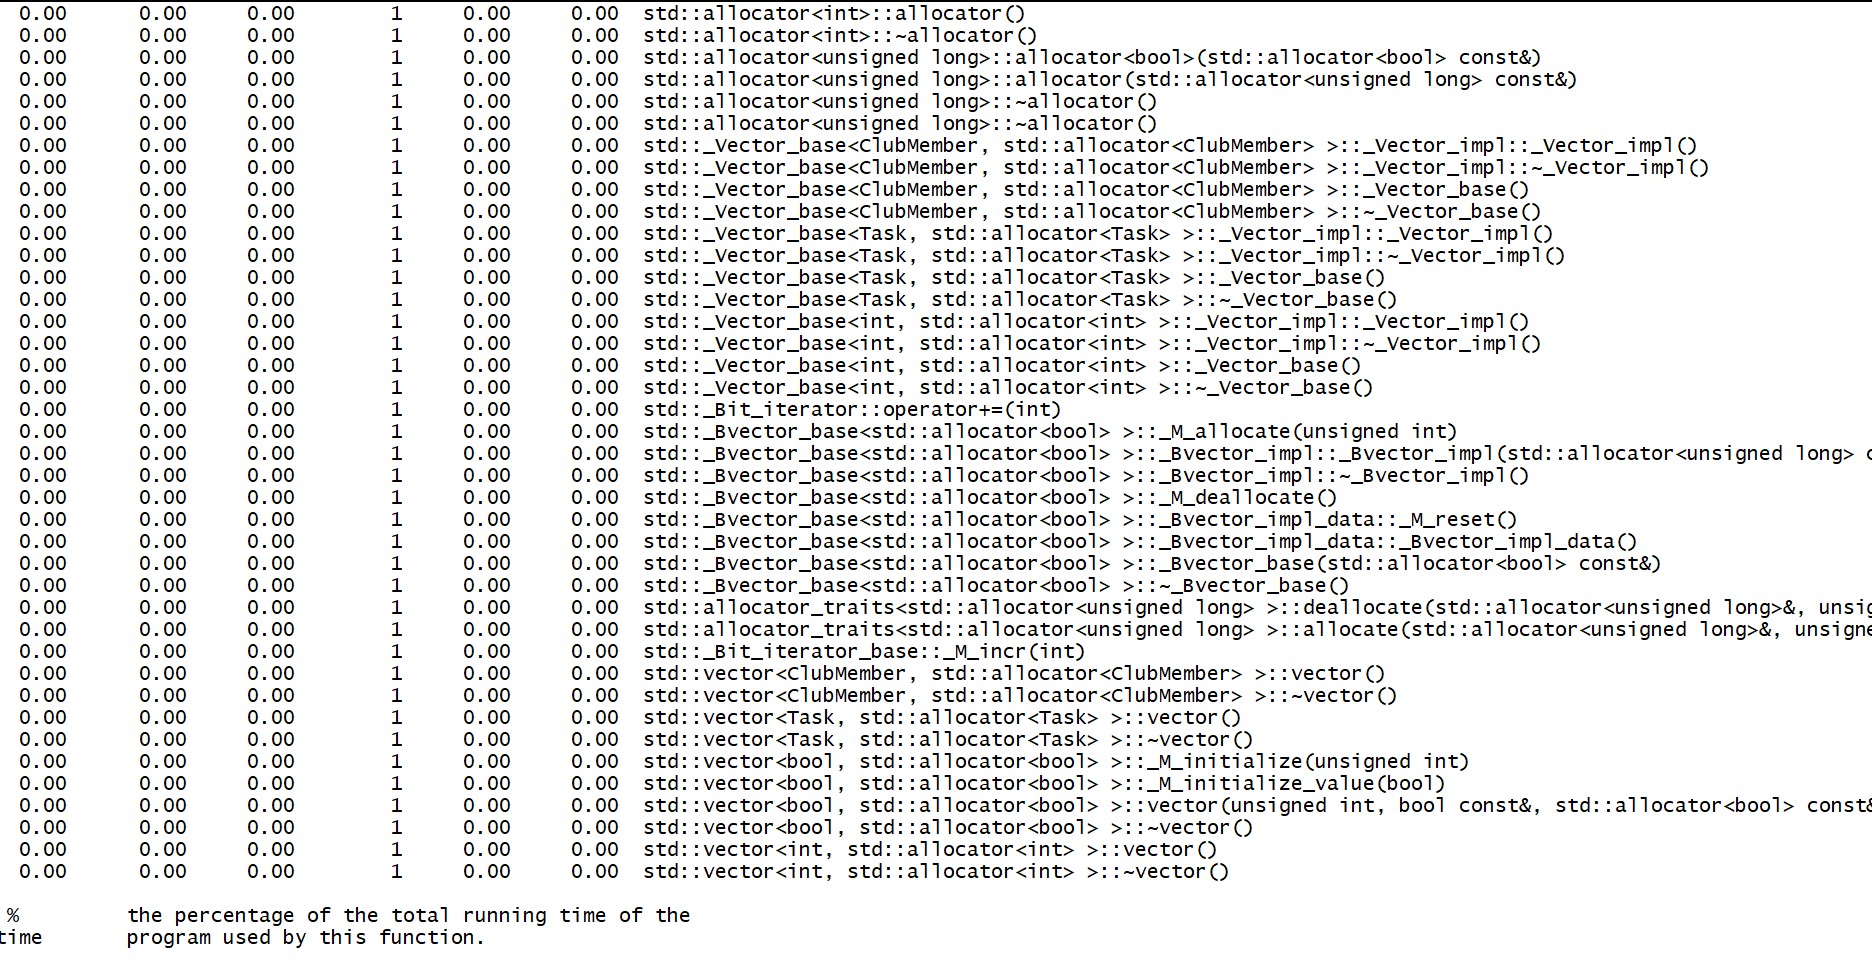 0.00 0.00 0.00 1 0.00 0.00 std::allocator<int>::allocator()
0.00 0.00 0.00 1 0.00 0.00 std::allocator<int>::~allocator()
0.00 0.00 0.00 1 0.00 0.00 std::allocator<unsigned long>::allocator<bool>(std::allocator<bool> const&)
0.00 0.00 0.00 1 0.00 0.00 std::allocator<unsigned long>::allocator(std::allocator<unsigned long> const&)
0.00 0.00 0.00 1 0.00 0.00 std::allocator<unsigned long>::~allocator()
0.00 0.00 0.00 1 0.00 0.00 std::allocator<unsigned long>::~allocator()
0.00 0.00 0.00 1 0.00 0.00 std::_Vector_base<ClubMember, std::allocator<ClubMember> >::_Vector_impl::_Vector_impl()
0.00 0.00 0.00 1 0.00 0.00 std::_Vector_base<ClubMember, std::allocator<ClubMember> >::_Vector_impl::~_Vector_impl()
0.00 0.00 0.00 1 0.00 0.00 std::_Vector_base<ClubMember, std::allocator<ClubMember> >::_Vector_base()
0.00 0.00 0.00 1 0.00 0.00 std::_Vector_base<ClubMember, std::allocator<ClubMember> >::~_Vector_base()
0.00 0.00 0.00 1 0.00 0.00 std::_Vector_base<Task, std::allocator<Task> >::_Vector_impl::_Vector_impl()
0.00 0.00 0.00 1 0.00 0.00 std::_Vector_base<Task, std::allocator<Task> >::_Vector_impl::~_Vector_impl()
0.00 0.00 0.00 1 0.00 0.00 std::_Vector_base<Task, std::allocator<Task> >::_Vector_base()
0.00 0.00 0.00 1 0.00 0.00 std::_Vector_base<Task, std::allocator<Task> >::~_Vector_base()
0.00 0.00 0.00 1 0.00 0.00 std::_Vector_base<int, std::allocator<int> >::_Vector_impl::_Vector_impl()
0.00 0.00 0.00 1 0.00 0.00 std::_Vector_base<int, std::allocator<int> >::_Vector_impl::~_Vector_impl()
0.00 0.00 0.00 1 0.00 0.00 std::_Vector_base<int, std::allocator<int> >::_Vector_base()
0.00 0.00 0.00 1 0.00 0.00 std::_Vector_base<int, std::allocator<int> >::~_Vector_base()
0.00 0.00 0.00 1 0.00 0.00 std::_Bit_iterator::operator+=(int)
0.00 0.00 0.00 1 0.00 0.00 std::_Bvector_base<std::allocator<bool> >::_M_allocate(unsigned int)
0.00 0.00 0.00 1 0.00 0.00 std::_Bvector_base<std::allocator<bool> >::_Bvector_impl::_Bvector_impl(std::allocator<unsigned long> c
0.00 0.00 0.00 1 0.00 0.00 std::_Bvector_base<std::allocator<bool> >::_Bvector_impl::~_Bvector_impl()
0.00 0.00 0.00 1 0.00 0.00 std::_Bvector_base<std::allocator<bool> >::_M_deallocate()
0.00 0.00 0.00 1 0.00 0.00 std::_Bvector_base<std::allocator<bool> >::_Bvector_impl_data::_M_reset()
0.00 0.00 0.00 1 0.00 0.00 std::_Bvector_base<std::allocator<bool> >::_Bvector_impl_data::_Bvector_impl_data()
0.00 0.00 0.00 1 0.00 0.00 std::_Bvector_base<std::allocator<bool> >::_Bvector_base(std::allocator<bool> const&)
0.00 0.00 0.00 1 0.00 0.00 std::_Bvector_base<std::allocator<bool> >::~_Bvector_base()
0.00 0.00 0.00 1 0.00 0.00 std::allocator_traits<std::allocator<unsigned long> >::deallocate(std::allocator<unsigned long>&, unsig
0.00 0.00 0.00 1 0.00 0.00 std::allocator_traits<std::allocator<unsigned long> >::allocate(std::allocator<unsigned long>&, unsigne
0.00 0.00 0.00 1 0.00 0.00 std::_Bit_iterator_base::_M_incr(int)
0.00 0.00 0.00 1 0.00 0.00 std::vector<ClubMember, std::allocator<ClubMember> >::vector()
0.00 0.00 0.00 1 0.00 0.00 std::vector<ClubMember, std::allocator<ClubMember> >::~vector()
0.00 0.00 0.00 1 0.00 0.00 std::vector<Task, std::allocator<Task> >::vector()
0.00 0.00 0.00 1 0.00 0.00 std::vector<Task, std::allocator<Task> >::~vector()
0.00 0.00 0.00 1 0.00 0.00 std::vector<bool, std::allocator<bool> >::_M_initialize(unsigned int)
0.00 0.00 0.00 1 0.00 0.00 std::vector<bool, std::allocator<bool> >::_M_initialize_value(bool)
0.00 0.00 0.00 1 0.00 0.00 std::vector<bool, std::allocator<bool> >::vector(unsigned int, bool const&, std::allocator<bool> const&
0.00 0.00 0.00 1 0.00 0.00 std::vector<bool, std::allocator<bool> >::~vector()
0.00 0.00 0.00 1 0.00 0.00 std::vector<int, std::allocator<int> >::vector()
0.00 0.00 0.00 1 0.00 0.00 std::vector<int, std::allocator<int> >::~vector()
% the percentage of the total running time of the
time program used by this function.